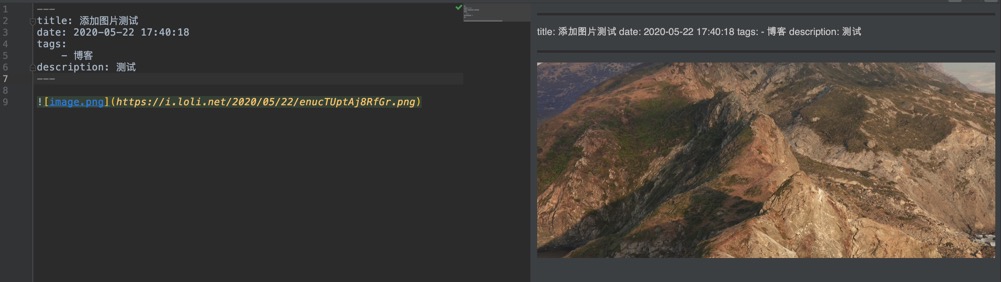 1 ---
2 title: 添加图片测试
3 date: 2020-05-22 17:40:18
4 tags:
5     - 博客
6 description: 测试
7 ---
8
9 ![image.png](https://i.loli.net/2020/05/22/enucTUptAj8RfGr.png)
title: 添加图片测试 date: 2020-05-22 17:40:18 tags: - 博客 description: 测试